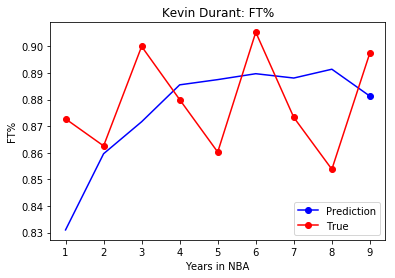 Kevin Durant: FT%
0.90
0.89
0.88
0.87
0.86
0.85
0.84
0.83
FT%
1 2 3 4 5 6 7 8 9
Years in NBA
Prediction
True